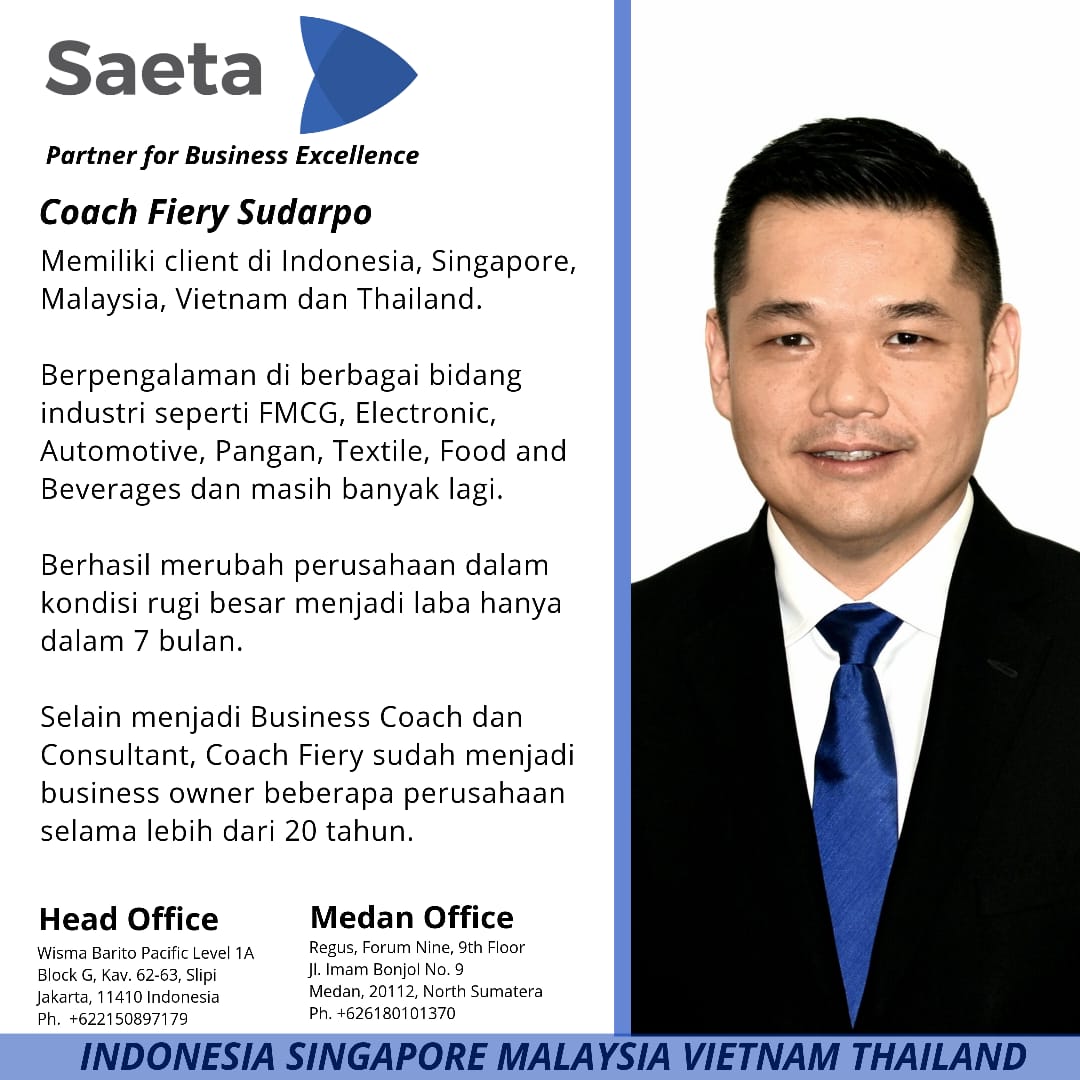 Saeta
Partner for Business Excellence
Coach Fiery Sudarpo
Memiliki client di Indonesia, Singapore,
Malaysia, Vietnam dan Thailand.
Berpengalaman di berbagai bidang
industri seperti FMCG, Electronic,
Automotive, Pangan, Textile, Food and
Beverages dan masih banyak lagi.
Berhasil merubah perusahaan dalam
kondisi rugi besar menjadi laba hanya
dalam 7 bulan.
Selain menjadi Business Coach dan
Consultant, Coach Fiery sudah menjadi
business owner beberapa perusahaan
selama lebih dari 20 tahun.
Head Office
Wisma Barito Pacific Level 1A
Block G, Kav. 62-63, Slipi
Jakarta, 11410 Indonesia
Ph. +622150897179
Medan Office
Regus, Forum Nine, 9th Floor
Jl. Imam Bonjol No. 9
Medan, 20112, North Sumatera
Ph. +626180101370
INDONESIA SINGAPORE MALAYSIA VIETNAM THAILAND